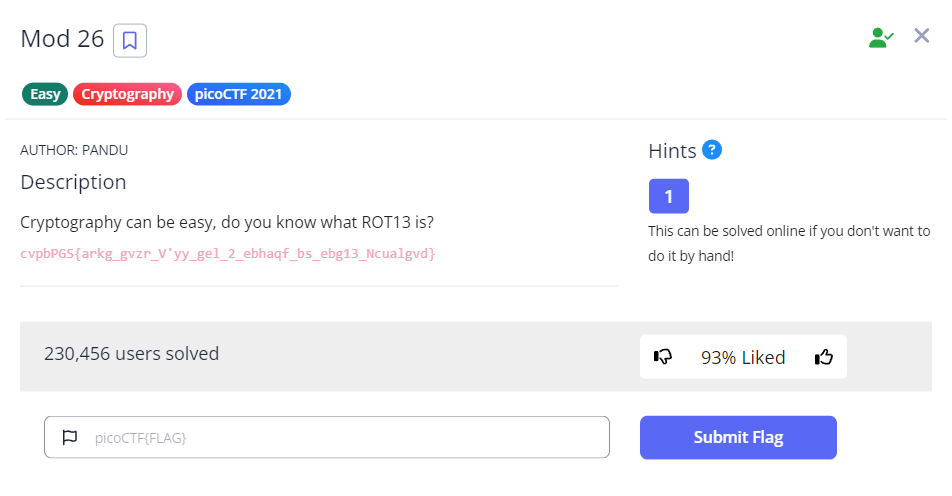 Mod 26
Easy Cryptography picoCTF 2021
AUTHOR: PANDU
Description
Cryptography can be easy, do you know what ROT13 is?
cvpbPGS{arkg_gvzr_V'yy_gel_2_ebhaqf_bs_ebg13_Ncualgvd}
Hints ?
1
This can be solved online if you don't want to
do it by hand!
230,456 users solved
93% Liked
picoCTF{FLAG}
Submit Flag